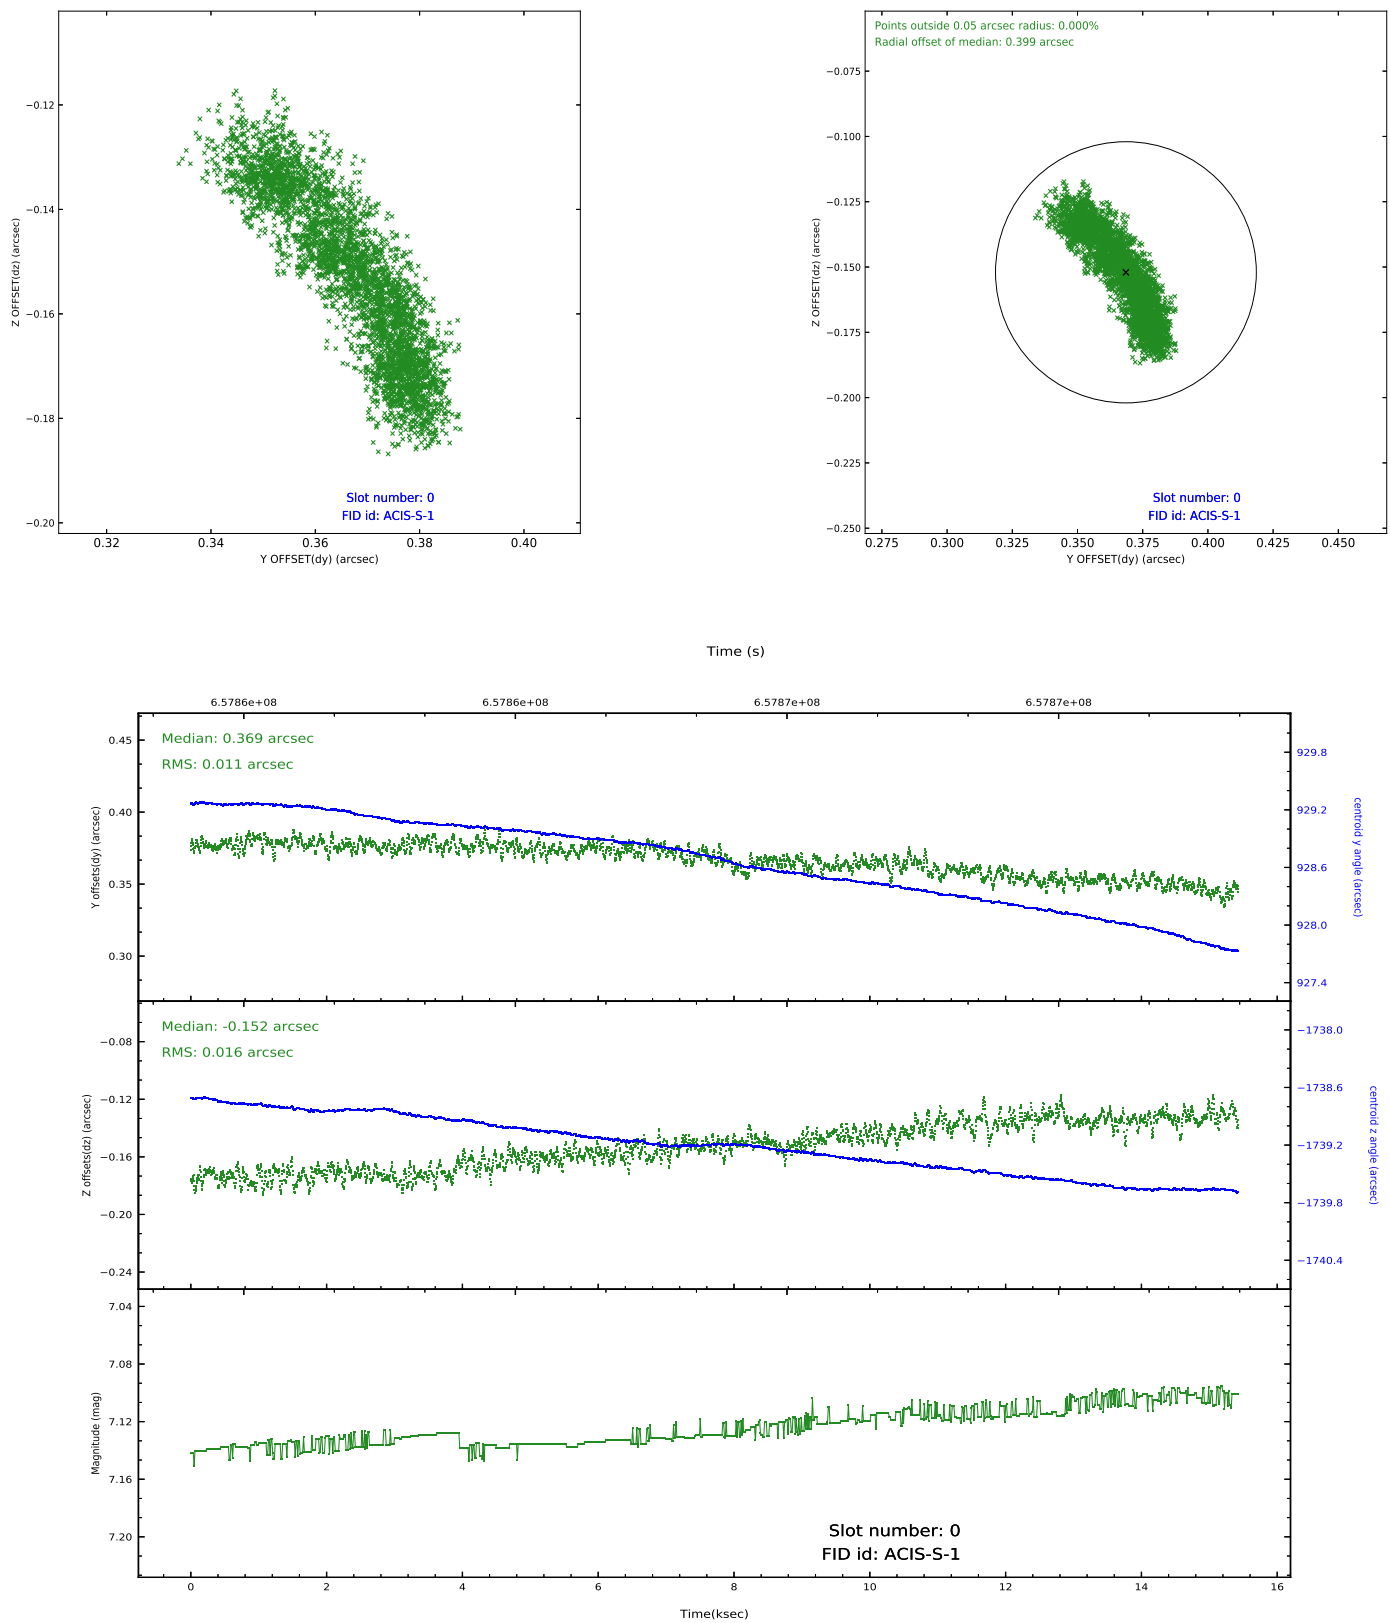 −0.12
−0.14
−0.16
−0.18
−0.20
Z OFFSET(dz) (arcsec)
Slot number: 0
FID id: ACIS-S-1
0.32 0.34 0.36 0.38 0.40
Y OFFSET(dy) (arcsec)
Points outside 0.05 arcsec radius: 0.000%
Radial offset of median: 0.399 arcsec
−0.075
−0.100
−0.125
−0.150
−0.175
−0.200
−0.225
−0.250
Z OFFSET(dz) (arcsec)
Slot number: 0
FID id: ACIS-S-1
0.275 0.300 0.325 0.350 0.375 0.400 0.425 0.450
Y OFFSET(dy) (arcsec)
Time (s)
6.5786e+08 6.5786e+08 6.5787e+08 6.5787e+08
Median: 0.369 arcsec
RMS: 0.011 arcsec
0.45
0.40
0.35
0.30
Y offsets(dy) (arcsec)
929.8
929.2
928.6
928.0
927.4
centroid y angle (arcsec)
Median: -0.152 arcsec
RMS: 0.016 arcsec
−0.08
−0.12
−0.16
−0.20
−0.24
Z offsets(dz) (arcsec)
−1738.0
−1738.6
−1739.2
−1739.8
−1740.4
centroid z angle (arcsec)
7.04
7.08
7.12
7.16
7.20
Magnitude (mag)
Slot number: 0
FID id: ACIS-S-1
0 2 4 6 8 10 12 14 16
Time(ksec)